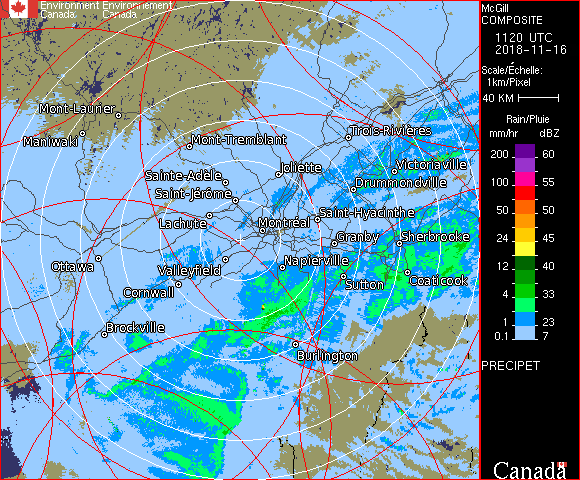 Environment Environnement
Canada Canada
McGill
COMPOSITE
1120 UTC
2018-11-16
Scale/Échelle:
1km/Pixel
40 KM
Rain/Pluie
mm/hr dBZ
200 60
100 55
50 50
24 45
12 40
4 33
1 23
0.1 7
PRECIPET
Canada
Mont-Laurier
Maniwaki
Mont-Tremblant
Trois-Rivières
Joliette
Victoriaville
Sainte-Adèle
Drummondville
Saint-Jérôme
Saint-Hyacinthe
Lachute
Montréal
Granby
Sherbrooke
Ottawa
Valleyfield
Napierville
Cornwall
Sutton
Coaticook
Brockville
Burlington